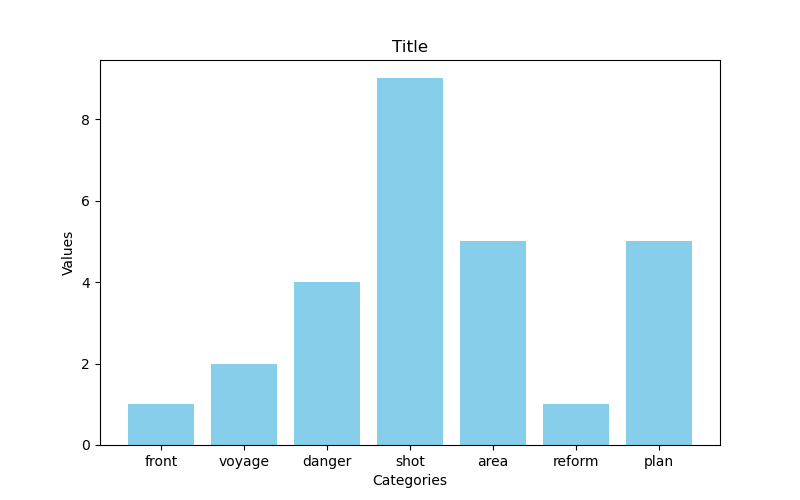 Title
8
6
4
2
0
Values
front voyage danger shot area reform plan
Categories